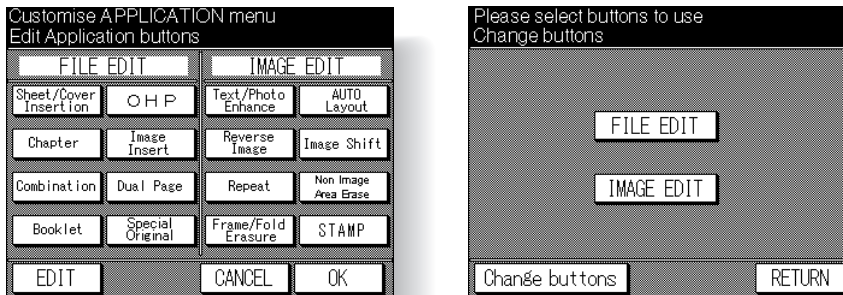 Customise APPLICATION menu
Edit Application buttons
FILE EDIT
IMAGE EDIT
Sheet/Cover
Insertion
OHP
Text/Photo
Enhance
AUTO
Layout
Chapter
Image
Insert
Reverse
Image
Image Shift
Combination
Dual Page
Repeat
Non Image
Area Erase
Booklet
Special
Original
Frame/Fold
Erasure
STAMP
EDIT
CANCEL
OK
Please select buttons to use
Change buttons
FILE EDIT
IMAGE EDIT
Change buttons
RETURN